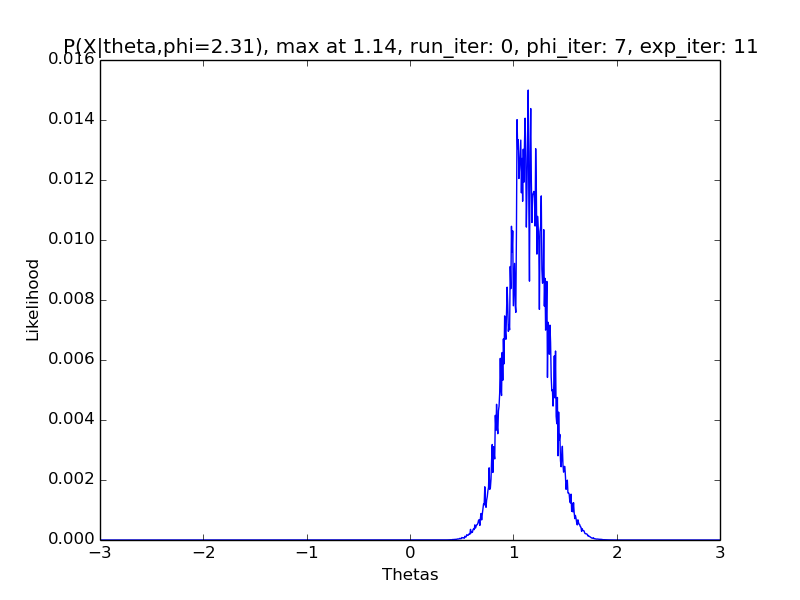 P(X|theta,phi=2.31), max at 1.14, run_iter: 0, phi_iter: 7, exp_iter: 11
0.016
0.014
0.012
0.010
0.008
0.006
0.004
0.002
0.000
Likelihood
−3 −2 −1 0 1 2 3
Thetas